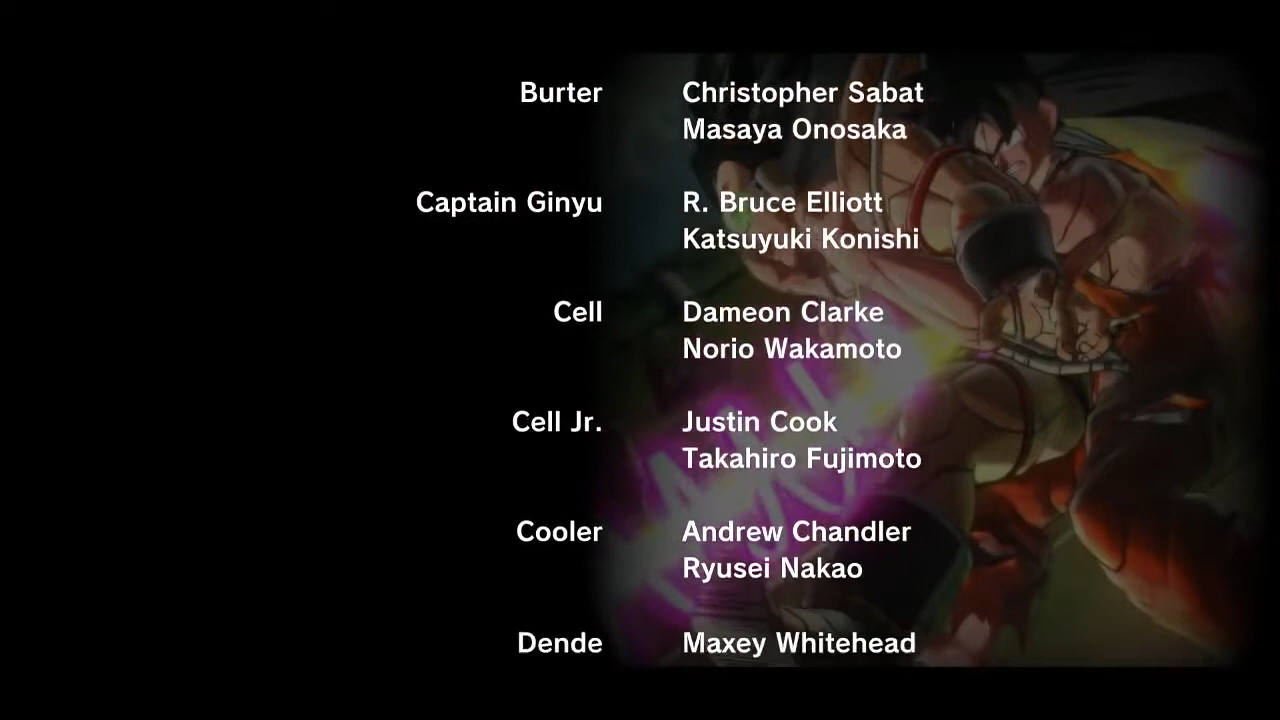 Burter Christopher Sabat
Masaya Onosaka
Captain Ginyu R. Bruce Elliott
Katsuyuki Konishi
Cell Dameon Clarke
Norio Wakamoto
Cell Jr. Justin Cook
Takahiro Fujimoto
Cooler Andrew Chandler
Ryusei Nakao
Dende Maxey Whitehead